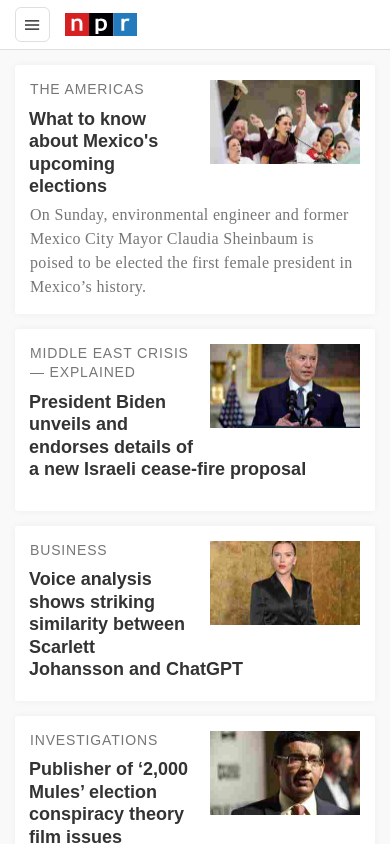 npr
THE AMERICAS
What to know
about Mexico's
upcoming
elections
On Sunday, environmental engineer and former
Mexico City Mayor Claudia Sheinbaum is
poised to be elected the first female president in
Mexico’s history.
MIDDLE EAST CRISIS
— EXPLAINED
President Biden
unveils and
endorses details of
a new Israeli cease-fire proposal
BUSINESS
Voice analysis
shows striking
similarity between
Scarlett
Johansson and ChatGPT
INVESTIGATIONS
Publisher of ‘2,000
Mules’ election
conspiracy theory
film issues